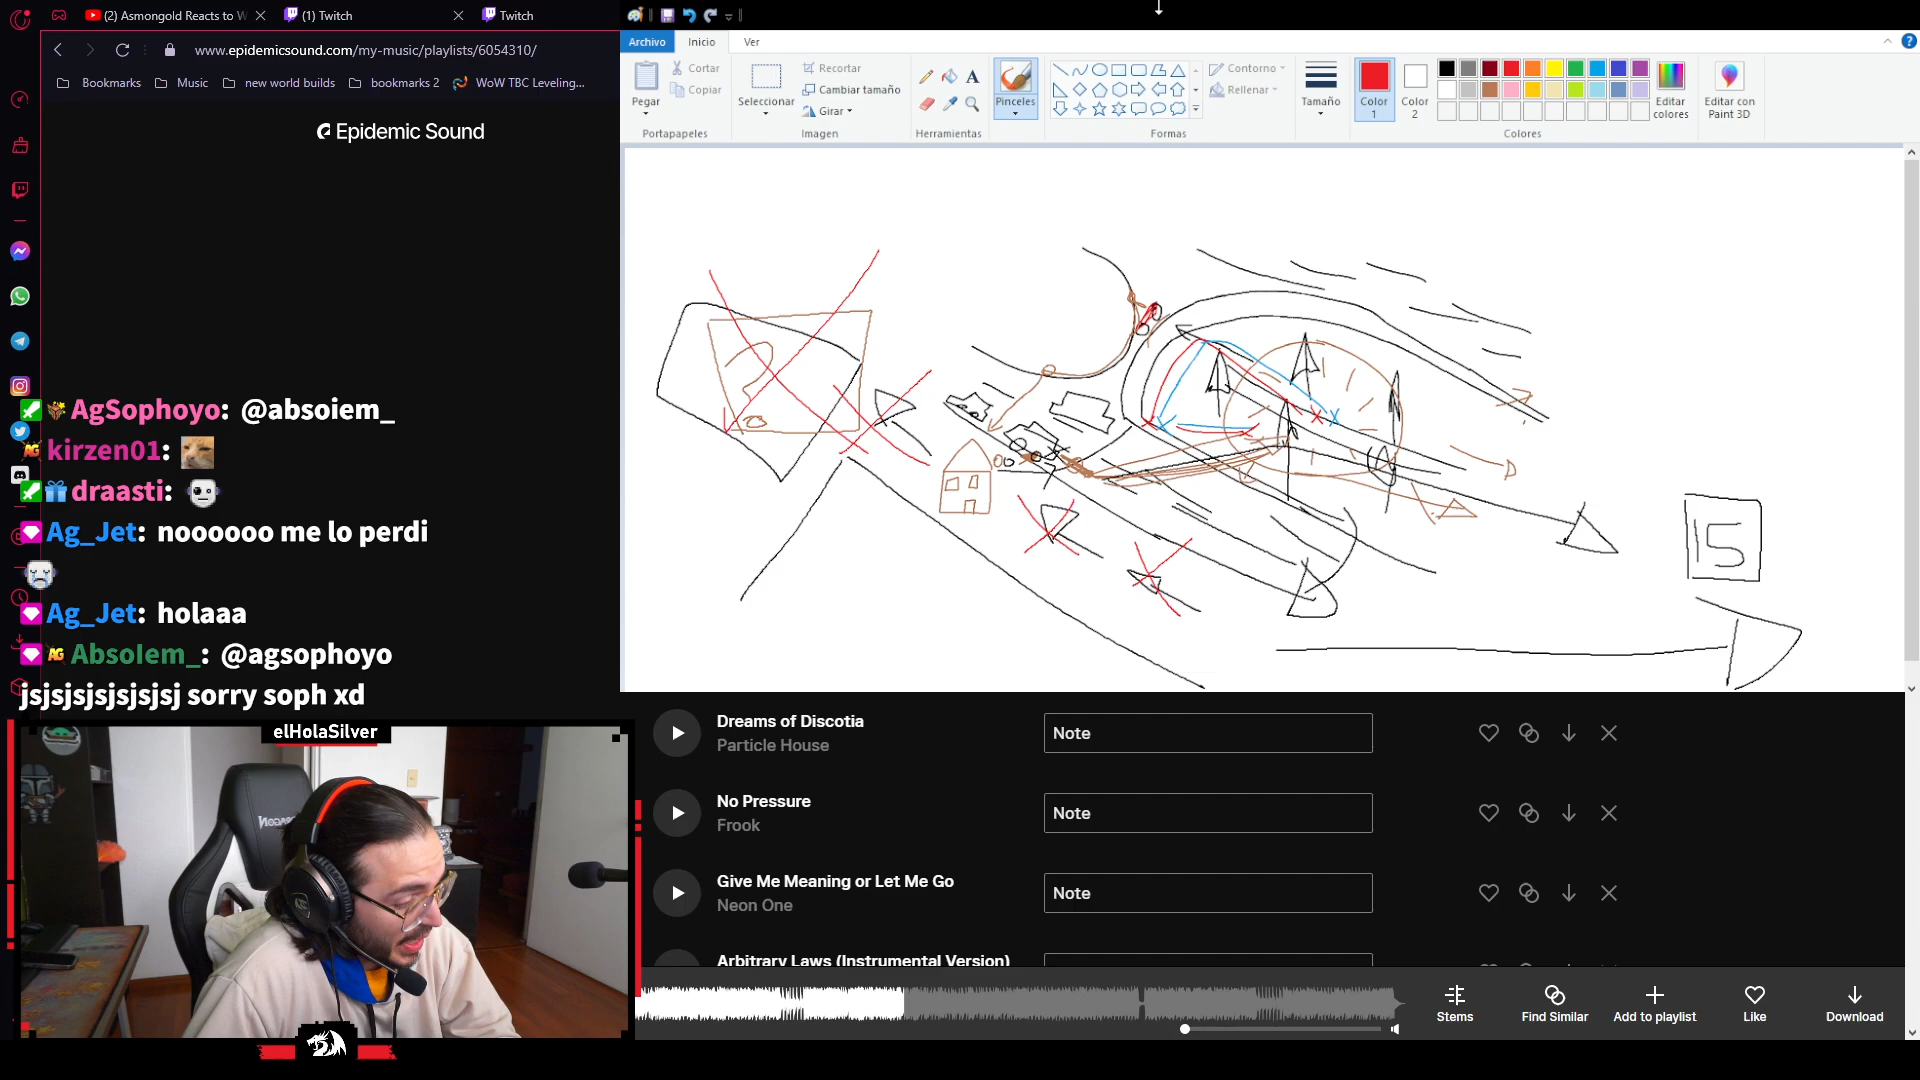 (2) Asmongold Reacts to W
(1) Twitch
Twitch
www.epidemicsound.com/my-music/playlists/6054310/
Bookmarks
Music
new world builds
bookmarks 2
WoW TBC Leveling...
Epidemic Sound
AgSophoyo: @absoiem_
kirzen01:
draasti:
Ag_Jet: noooooo me lo perdi
Ag_Jet: holaaa
Absolem_: @agsophoyo
jsjsjsjsjsjsjsj sorry soph xd
elHolaSilver
Archivo
Inicio
Ver
Pegar
Cortar
Copiar
Portapapeles
Seleccionar
Recortar
Cambiar tamaño
Girar
Imagen
A
Herramientas
Pinceles
Contorno
Rellenar
Formas
Tamaño
Color 1
Color 2
Editar colores
Editar con Paint 3D
Colores
15
Dreams of Discotia
Particle House
Note
No Pressure
Frook
Note
Give Me Meaning or Let Me Go
Neon One
Note
Arbitrary Laws (Instrumental Version)
Stems
Find Similar
Add to playlist
Like
Download